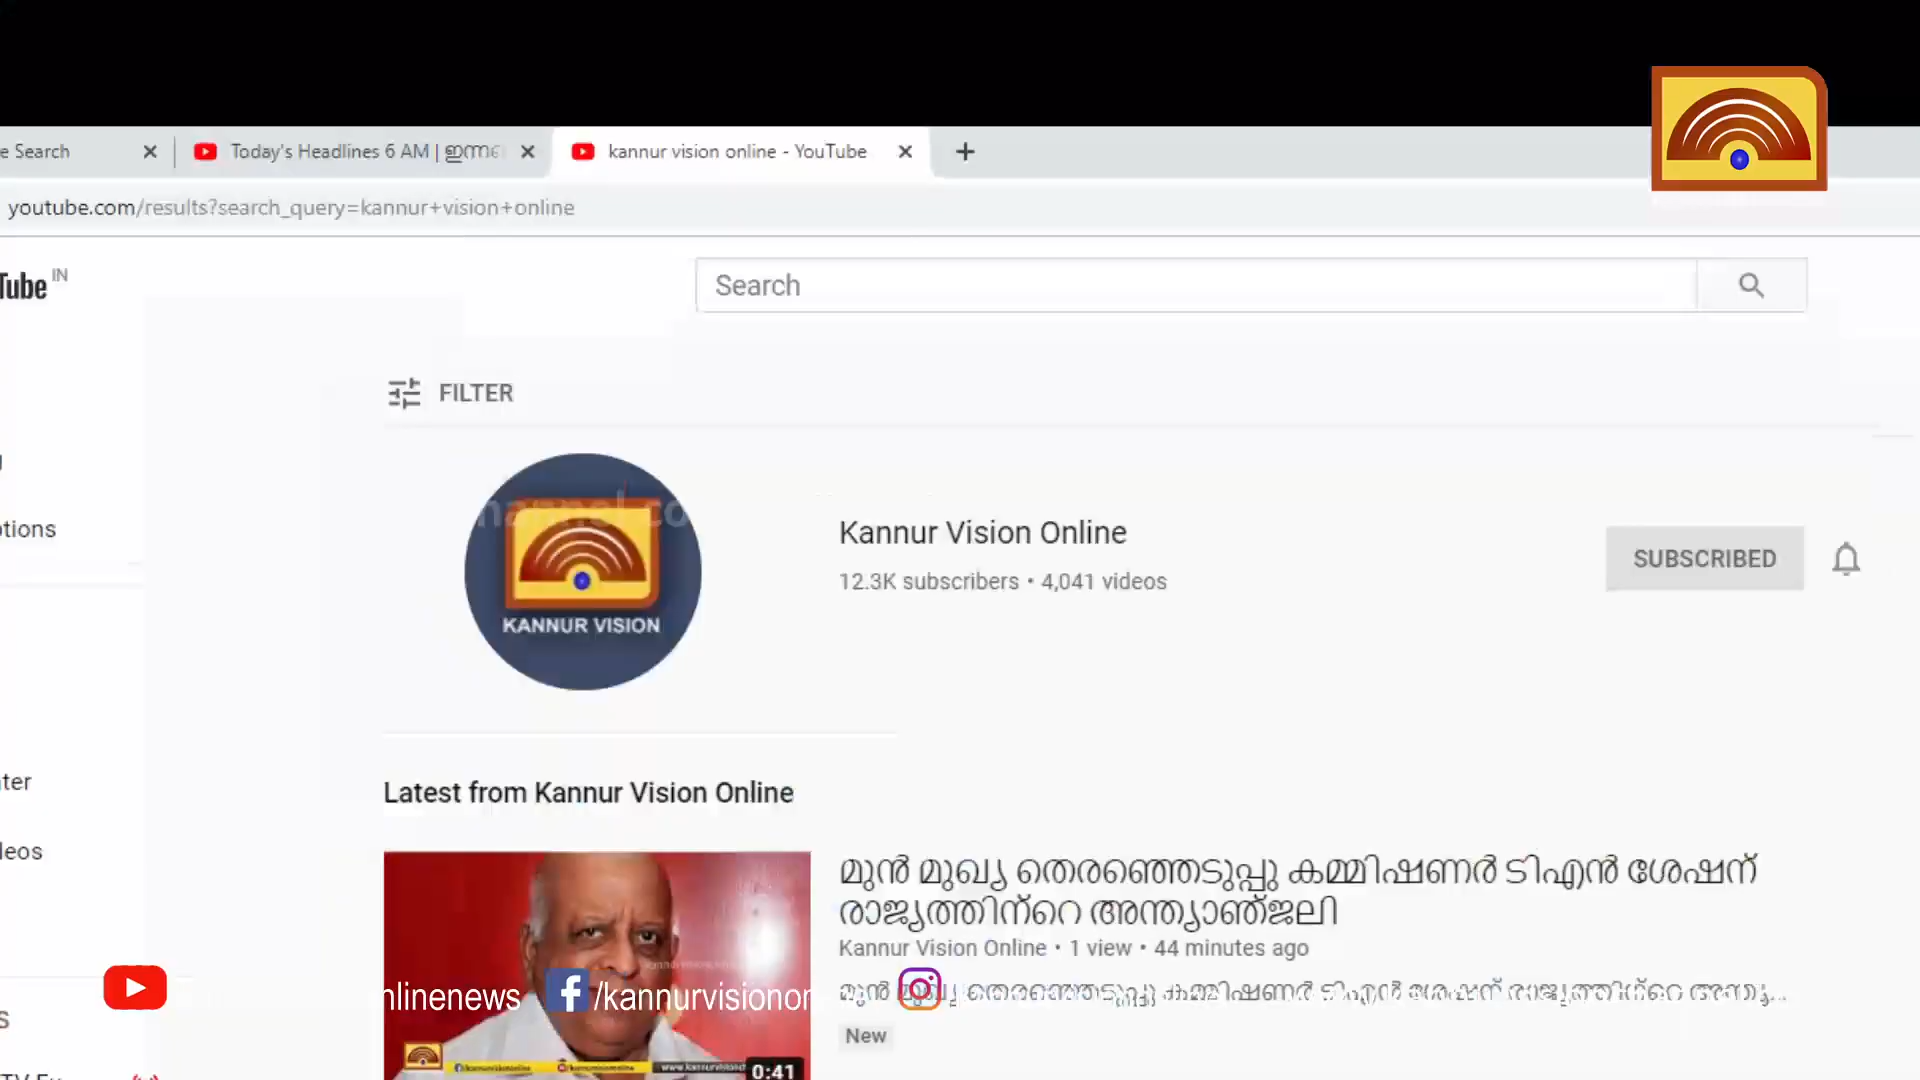 e Search
Today's Headlines 6 AM | ഇന്നത്
kannur vision online - YouTube
youtube.com/results?search_query=kannur+vision+online
Tube IN
Search
FILTER
KANNUR VISION
Kannur Vision Online
12.3K subscribers • 4,041 videos
SUBSCRIBED
otions
Latest from Kannur Vision Online
ter
leos
മുൻ മുഖ്യ തെരഞ്ഞെടുപ്പു കമ്മിഷണർ ടിഎൻ ശേഷന്
രാജ്യത്തിന്റെ അന്ത്യാഞ്ജലി
Kannur Vision Online • 1 view • 44 minutes ago
nlinenews /kannurvisionon
New
S
0:41